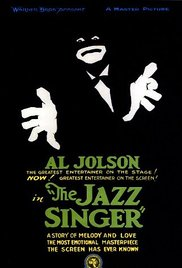 Warner Bros. Present A Master Picture
AL JOLSON
THE GREATEST ENTERTAINER ON THE STAGE!
NOW! GREATEST ENTERTAINER ON THE SCREEN!
in "The JAZZ
SINGER"
A STORY OF MELODY AND LOVE
THE MOST EMOTIONAL MASTERPIECE
THE SCREEN HAS EVER KNOWN